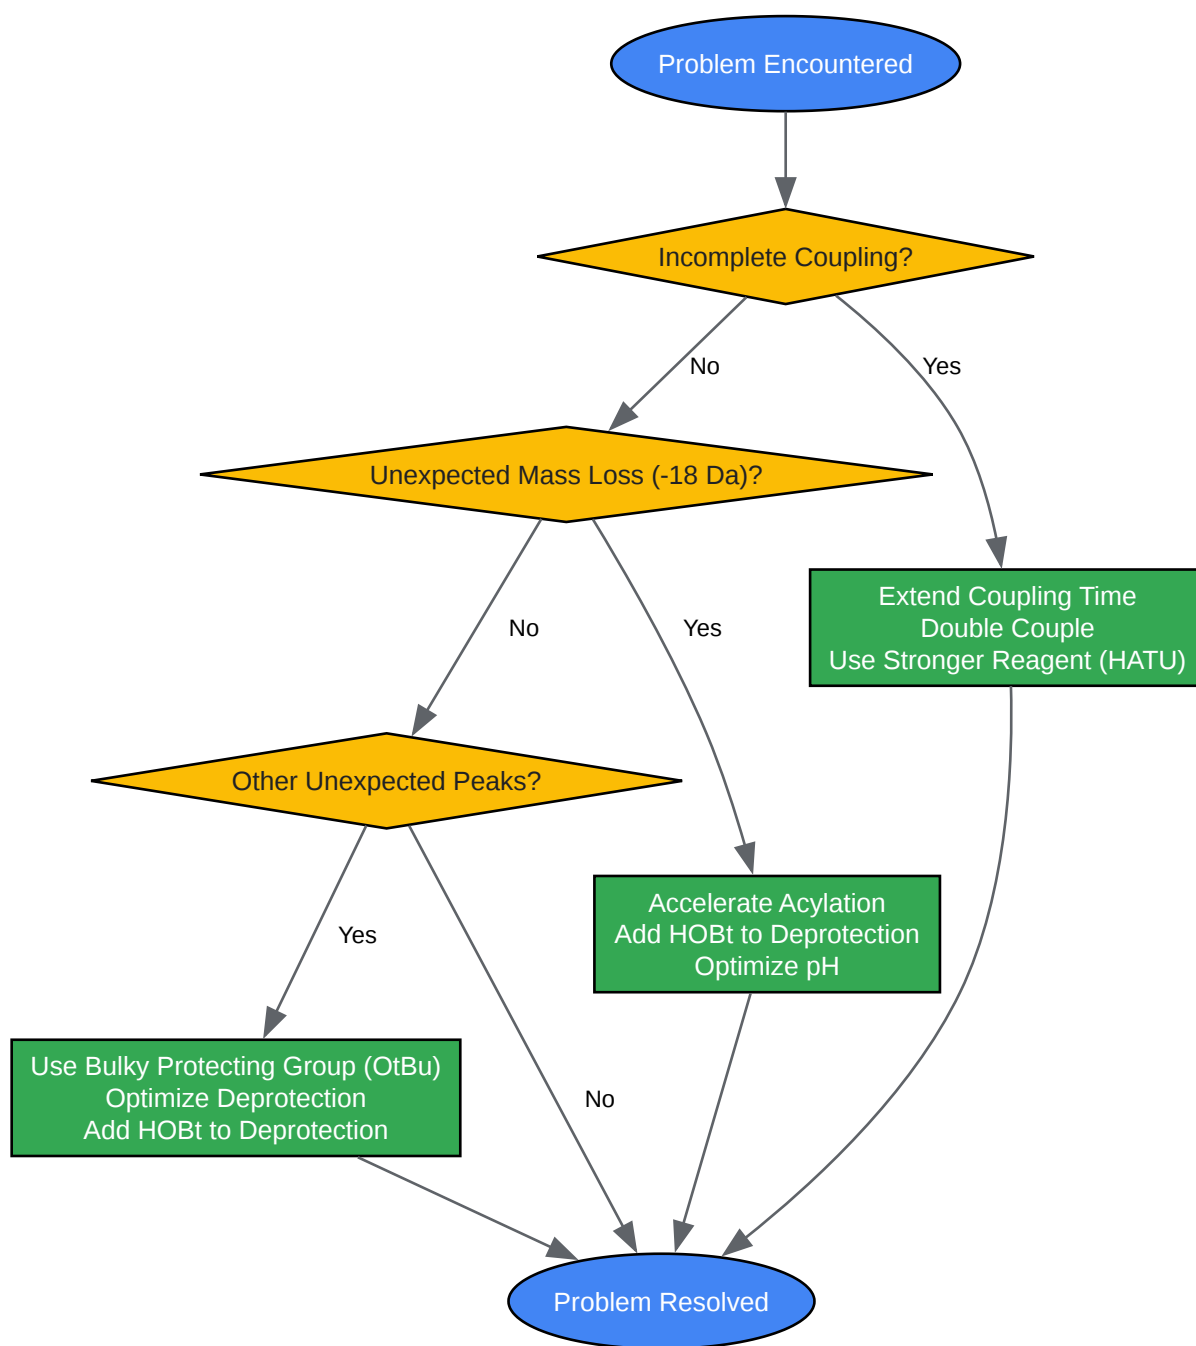 Problem Encountered
Incomplete Coupling?
No
Yes
Unexpected Mass Loss (-18 Da)?
Extend Coupling Time
Double Couple
Use Stronger Reagent (HATU)
No
Yes
Other Unexpected Peaks?
Accelerate Acylation
Add HOBt to Deprotection
Optimize pH
Yes
Use Bulky Protecting Group (OtBu)
Optimize Deprotection
Add HOBt to Deprotection
No
Problem Resolved